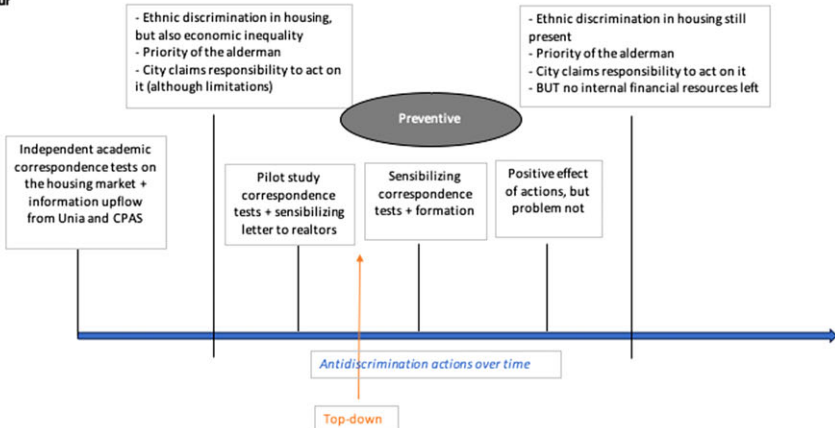 - Ethnic discrimination in housing,
but also economic inequality
- Priority of the alderman
- City claims responsibility to act on
it (although limitations)
- Ethnic discrimination in housing still
present
- Priority of the alderman
- City claims responsibility to act on it
- BUT no internal financial resources left
Preventive
Independent academic
correspondence tests on
the housing market +
information upflow
from Unia and CPAS
Pilot study
correspondence
tests + sensibilizing
letter to realtors
Sensibilizing
correspondence
tests + formation
Positive effect
of actions, but
problem not
Antidiscrimination actions over time
Top-down